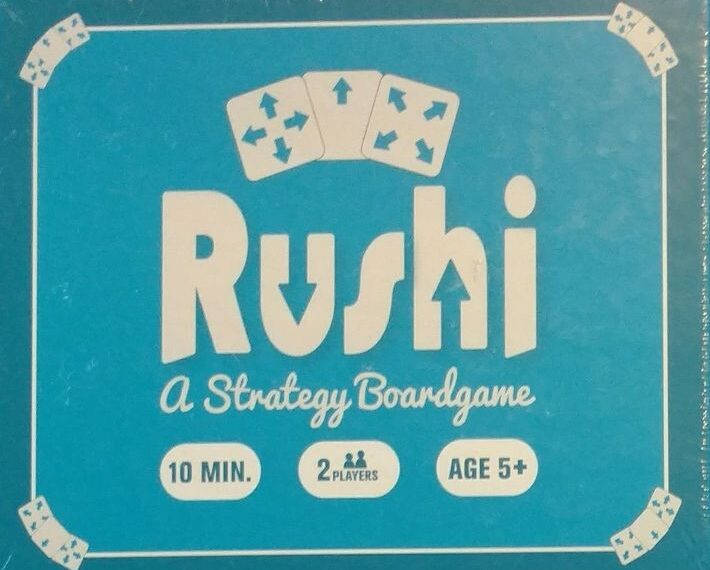 Rushi
A Strategy Boardgame
10 MIN.
2 PLAYERS
AGE 5+